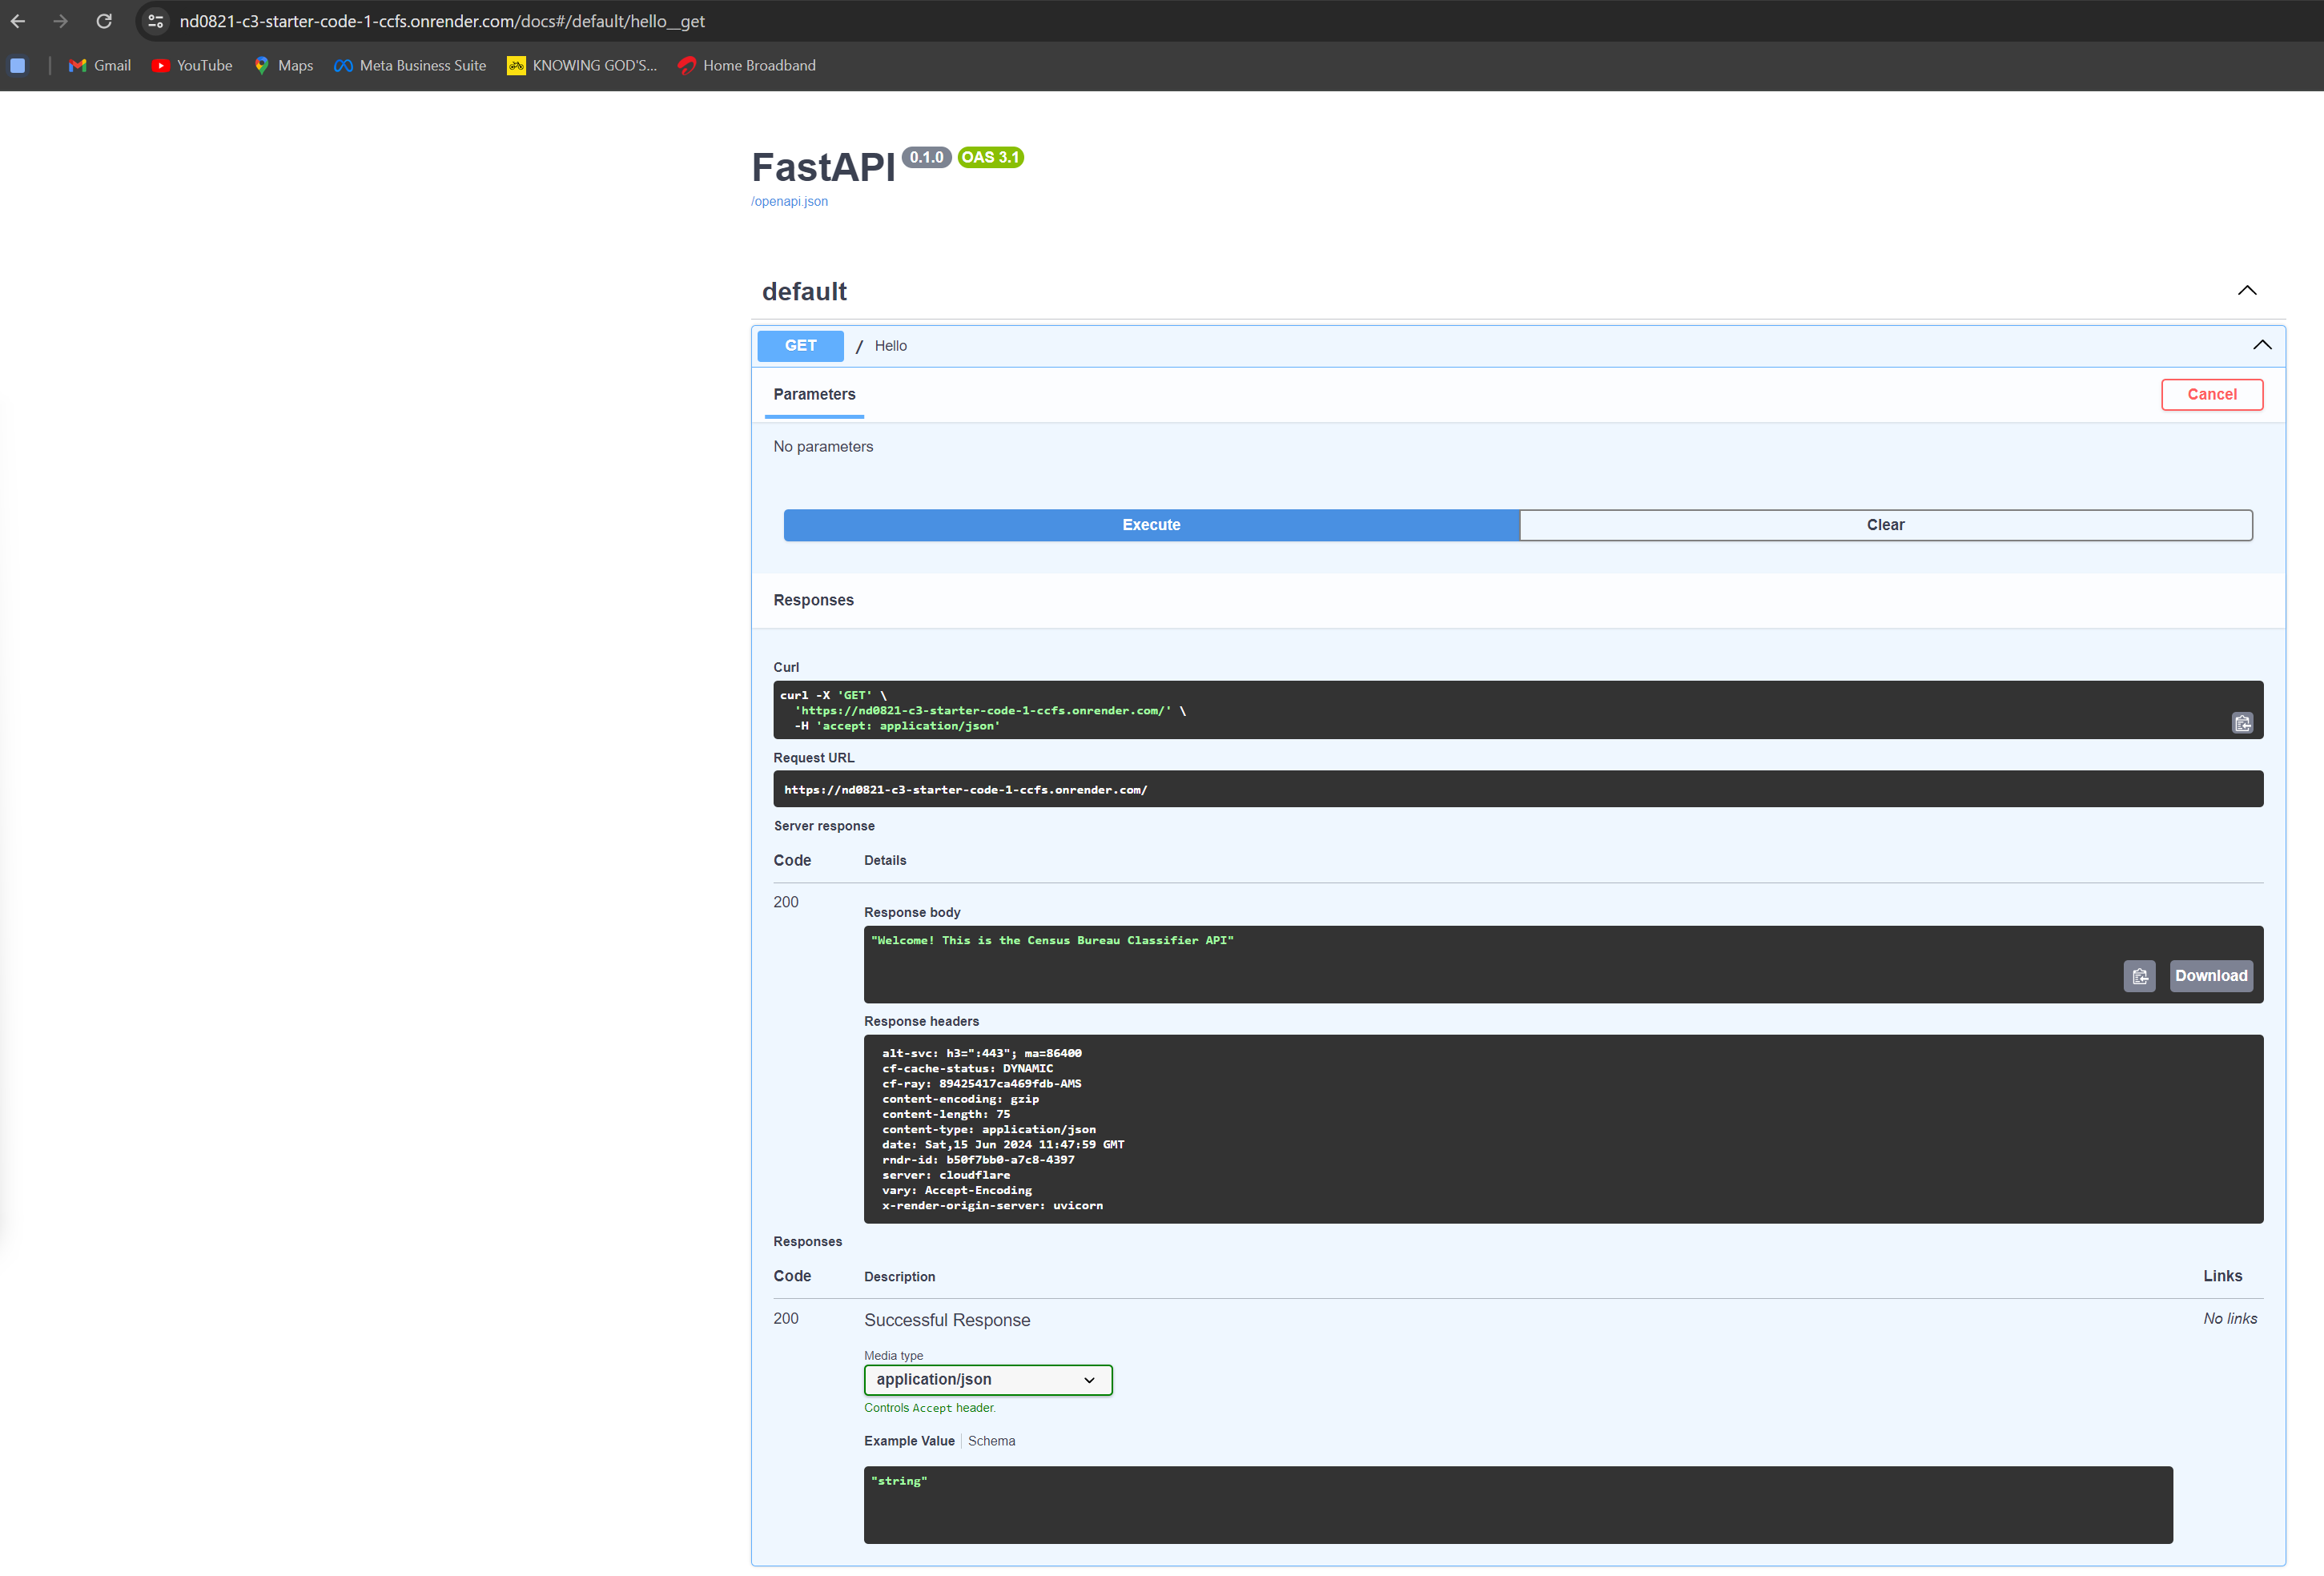 nd0821-c3-starter-code-1-ccfs.onrender.com/docs#/default/hello__get
Gmail YouTube Maps Meta Business Suite KNOWING GOD'S... Home Broadband
FastAPI 0.1.0 OAS 3.1
/openapi.json
default
GET / Hello
Parameters Cancel
No parameters
Execute Clear
Responses
Curl
curl -X 'GET' \
'https://nd0821-c3-starter-code-1-ccfs.onrender.com/' \
-H 'accept: application/json'
Request URL
https://nd0821-c3-starter-code-1-ccfs.onrender.com/
Server response
Code Details
200
Response body
"Welcome! This is the Census Bureau Classifier API"
Download
Response headers
alt-svc: h3=":443"; ma=86400
cf-cache-status: DYNAMIC
cf-ray: 89425417ca469fdb-AMS
content-encoding: gzip
content-length: 75
content-type: application/json
date: Sat,15 Jun 2024 11:47:59 GMT
rndr-id: b50f7bb0-a7c8-4397
server: cloudflare
vary: Accept-Encoding
x-render-origin-server: uvicorn
Responses
Code Description Links
200 Successful Response No links
Media type
application/json
Controls Accept header.
Example Value Schema
"string"